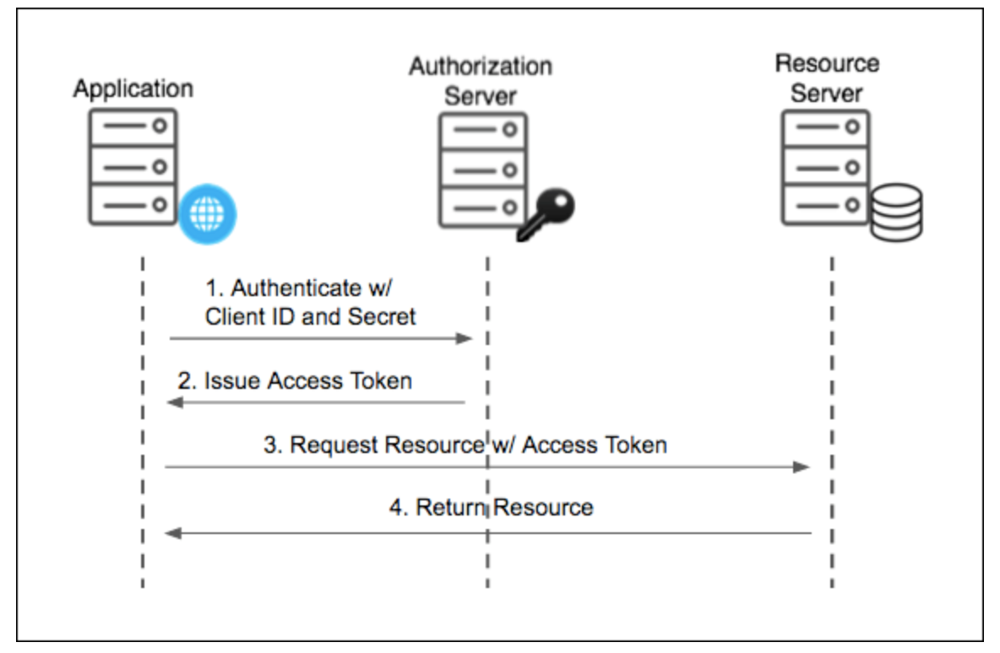 Application
Authorization
Server
Resource
Server
1. Authenticate w/
Client ID and Secret
2. Issue Access Token
3. Request Resource w/ Access Token
4. Return Resource